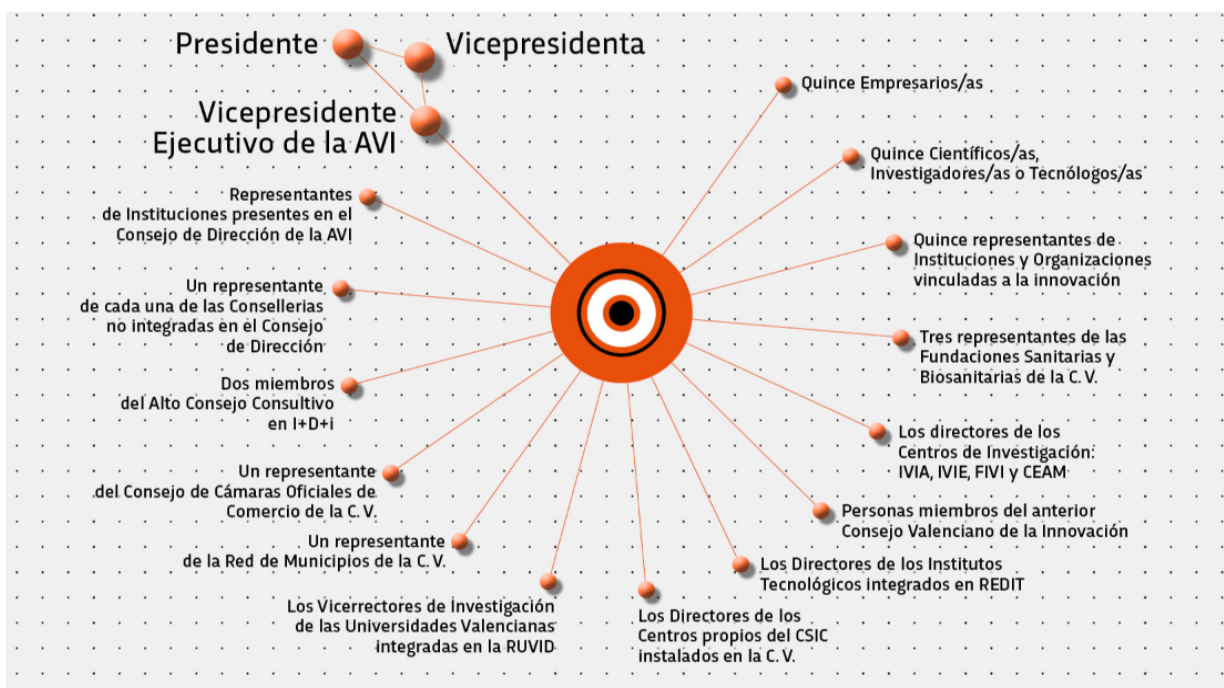 Presidente
Vicepresidenta
Vicepresidente
Ejecutivo de la AVI
Representantes
de Instituciones presentes en el
Consejo de Dirección de la AVI
Un representante
de cada una de las Consellerias
no integradas en el Consejo
de Dirección
Dos miembros
del Alto Consejo Consultivo
en I+D+i
Un representante
del Consejo de Cámaras Oficiales de
Comercio de la C. V.
Un representante
de la Red de Municipios de la C. V.
Los Vicerrectores de Investigación
de las Universidades Valencianas
integradas en la RUVID
Los Directores de los
Centros propios del CSIC
instalados en la C. V.
Los Directores de los Institutos
Tecnológicos integrados en REDIT
Personas miembros del anterior
Consejo Valenciano de la Innovación
Los directores de los
Centros de Investigación:
IVIA, IVIE, FIVI y CEAM
Tres representantes de las
Fundaciones Sanitarias y
Biosanitarias de la C. V.
Quince representantes de
Instituciones y Organizaciones
vinculadas a la innovación
Quince Científicos/as,
Investigadores/as o Tecnólogos/as
Quince Empresarios/as